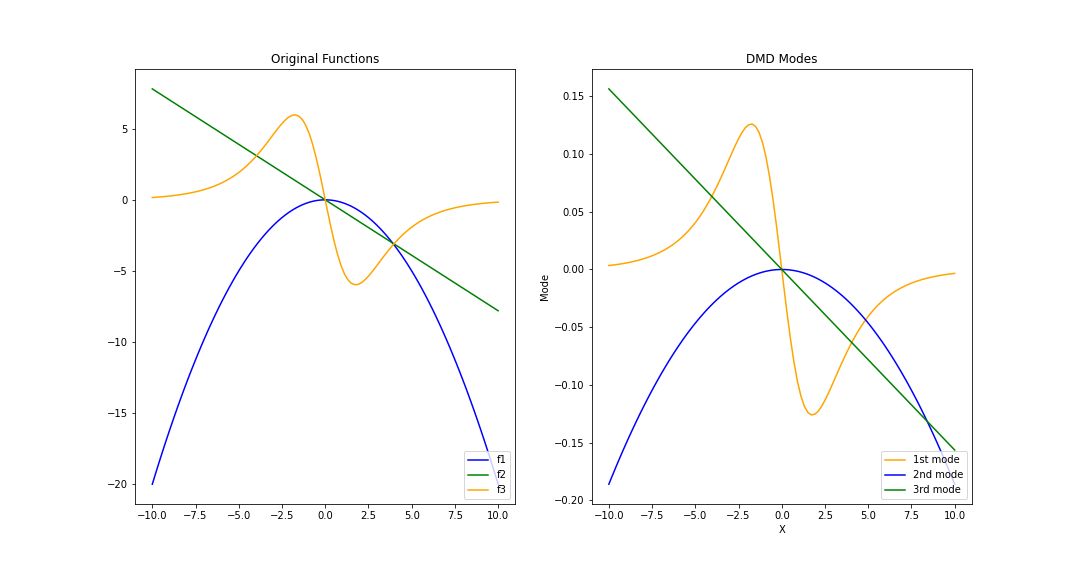 Original Functions
5
0
−5
−10
−15
−20
−10.0 −7.5 −5.0 −2.5 0.0 2.5 5.0 7.5 10.0
f1
f2
f3
DMD Modes
Mode
0.15
0.10
0.05
0.00
−0.05
−0.10
−0.15
−0.20
−10.0 −7.5 −5.0 −2.5 0.0 2.5 5.0 7.5 10.0
X
1st mode
2nd mode
3rd mode